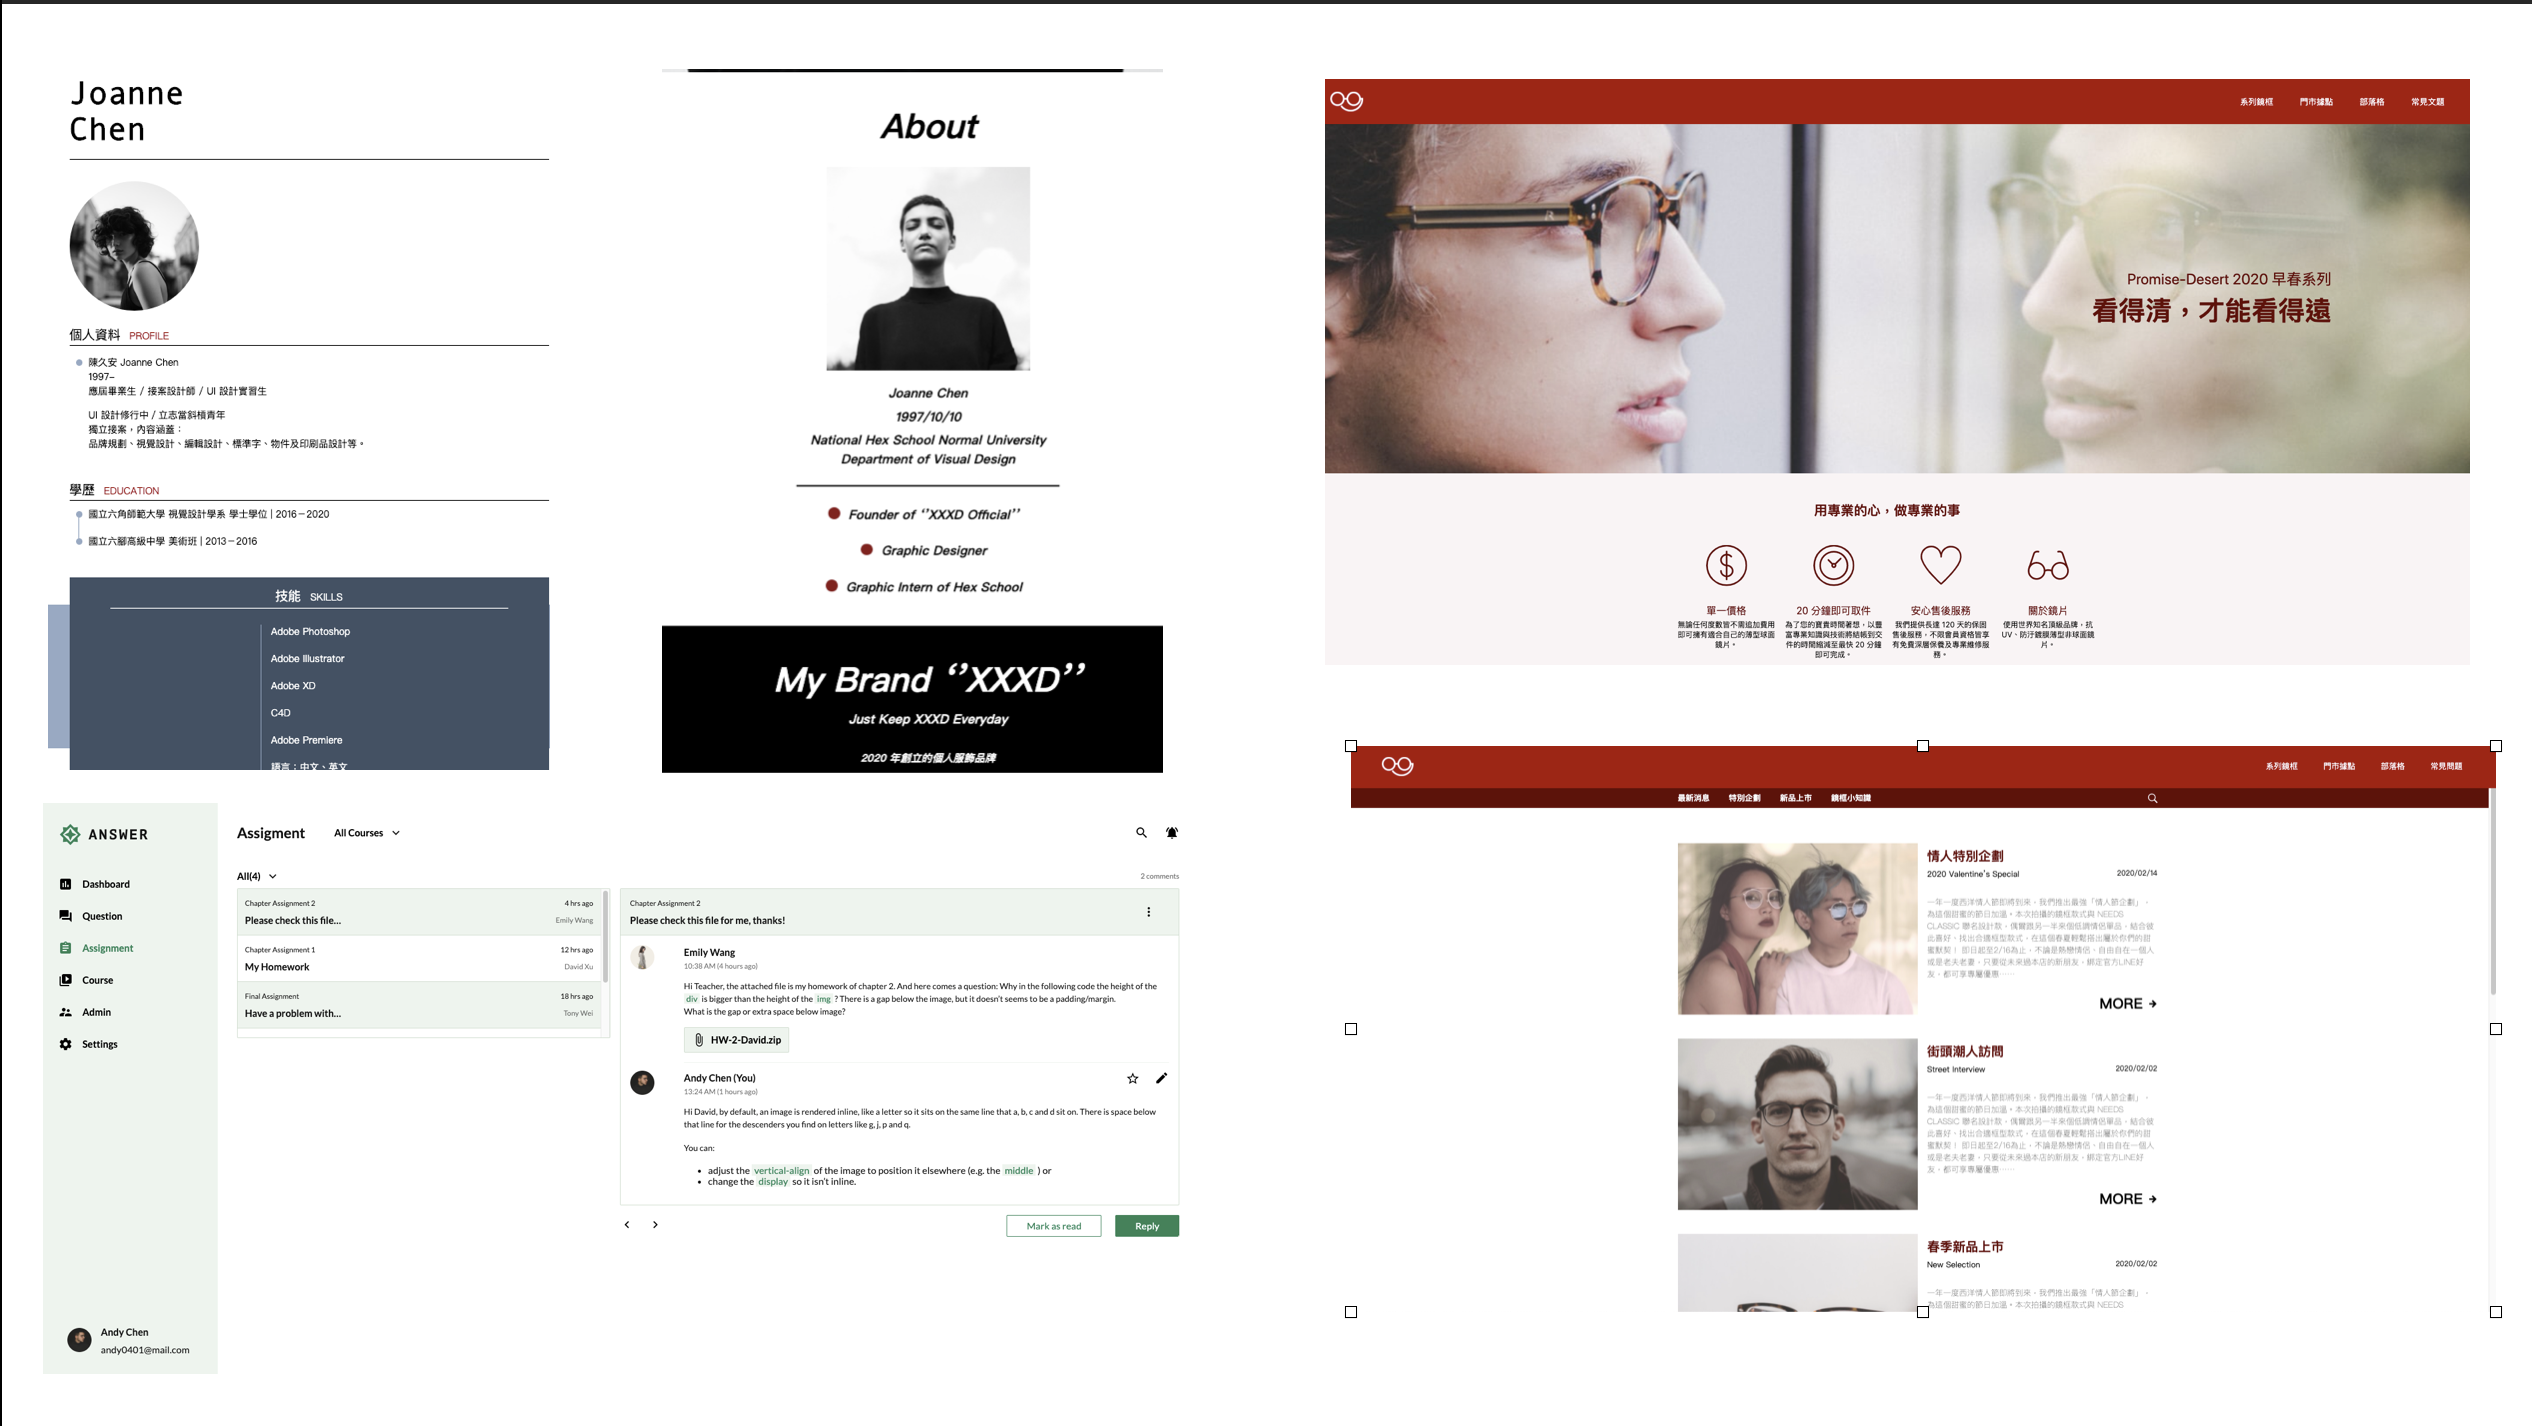 Joanne
Chen
個人資料 PROFILE
陳久安 Joanne Chen
1997–
應屆畢業生 / 接案設計師 / UI 設計實習生
UI 設計修行中 / 立志當斜槓青年
獨立接案，內容涵蓋：
品牌規劃、視覺設計、編輯設計、標準字、物件及印刷品設計等。
學歷 EDUCATION
國立六角師範大學 視覺設計學系 學士學位 | 2016－2020
國立六腳高級中學 美術班 | 2013－2016
技能 SKILLS
Adobe Photoshop
Adobe Illustrator
Adobe XD
C4D
Adobe Premiere
語言：中文、英文
About
Joanne Chen
1997/10/10
National Hex School Normal University
Department of Visual Design
Founder of ‘’XXXD Official’’
Graphic Designer
Graphic Intern of Hex School
My Brand ‘’XXXD’’
Just Keep XXXD Everyday
2020 年創立的個人服飾品牌
系列鏡框 門市據點 部落格 常見文題
Promise-Desert 2020 早春系列
看得清，才能看得遠
用專業的心，做專業的事
單一價格
無論任何度數皆不需追加費用
即可擁有適合自己的薄型球面
鏡片。
20 分鐘即可取件
為了您的寶貴時間著想，以豐
富專業知識與技術將結帳到交
件的時間縮減至最快 20 分鐘
即可完成。
安心售後服務
我們提供長達 120 天的保固
售後服務，不限會員資格皆享
有免費深層保養及專業維修服
務。
關於鏡片
使用世界知名頂級品牌，抗
UV、防汙鍍膜薄型非球面鏡
片。
ANSWER
Dashboard
Question
Assignment
Course
Admin
Settings
Andy Chen
andy0401@mail.com
Assigment All Courses
All(4)
2 comments
Chapter Assignment 2 4 hrs ago
Please check this file... Emily Wang
Chapter Assignment 1 12 hrs ago
My Homework David Xu
Final Assignment 18 hrs ago
Have a problem with... Tony Wei
Chapter Assignment 2
Please check this file for me, thanks!
Emily Wang
10:38 AM (4 hours ago)
Hi Teacher, the attached file is my homework of chapter 2. And here comes a question: Why in the following code the height of the
div is bigger than the height of the img ? There is a gap below the image, but it doesn’t seems to be a padding/margin.
What is the gap or extra space below image?
HW-2-David.zip
Andy Chen (You)
13:24 AM (1 hours ago)
Hi David, by default, an image is rendered inline, like a letter so it sits on the same line that a, b, c and d sit on. There is space below
that line for the descenders you find on letters like g, j, p and q.
You can:
adjust the vertical-align of the image to position it elsewhere (e.g. the middle ) or
change the display so it isn’t inline.
Mark as read Reply
系列鏡框 門市據點 部落格 常見問題
最新消息 特別企劃 新品上市 鏡框小知識
情人特別企劃
2020 Valentine’s Special 2020/02/14
一年一度西洋情人節即將到來，我們推出最強「情人節企劃」，
為這個甜蜜的節日加溫。本次拍攝的鏡框款式與 NEEDS
CLASSIC 聯名設計款，偶爾跟另一半來個低調情侶單品，結合彼
此喜好、找出合適框型款式，在這個春夏輕鬆搭出屬於你們的甜
蜜默契！ 即日起至2/16為止，不論是熱戀情侶、自由自在一個人
或是老夫老妻，只要從未來過本店的新朋友，綁定官方LINE好
友，都可享專屬優惠⋯⋯
MORE
街頭潮人訪問
Street Interview 2020/02/02
一年一度西洋情人節即將到來，我們推出最強「情人節企劃」，
為這個甜蜜的節日加溫。本次拍攝的鏡框款式與 NEEDS
CLASSIC 聯名設計款，偶爾跟另一半來個低調情侶單品，結合彼
此喜好、找出合適框型款式，在這個春夏輕鬆搭出屬於你們的甜
蜜默契！ 即日起至2/16為止，不論是熱戀情侶、自由自在一個人
或是老夫老妻，只要從未來過本店的新朋友，綁定官方LINE好
友，都可享專屬優惠⋯⋯
MORE
春季新品上市
New Selection 2020/02/02
一年一度西洋情人節即將到來，我們推出最強「情人節企劃」，
為這個甜蜜的節日加溫。本次拍攝的鏡框款式與 NEEDS